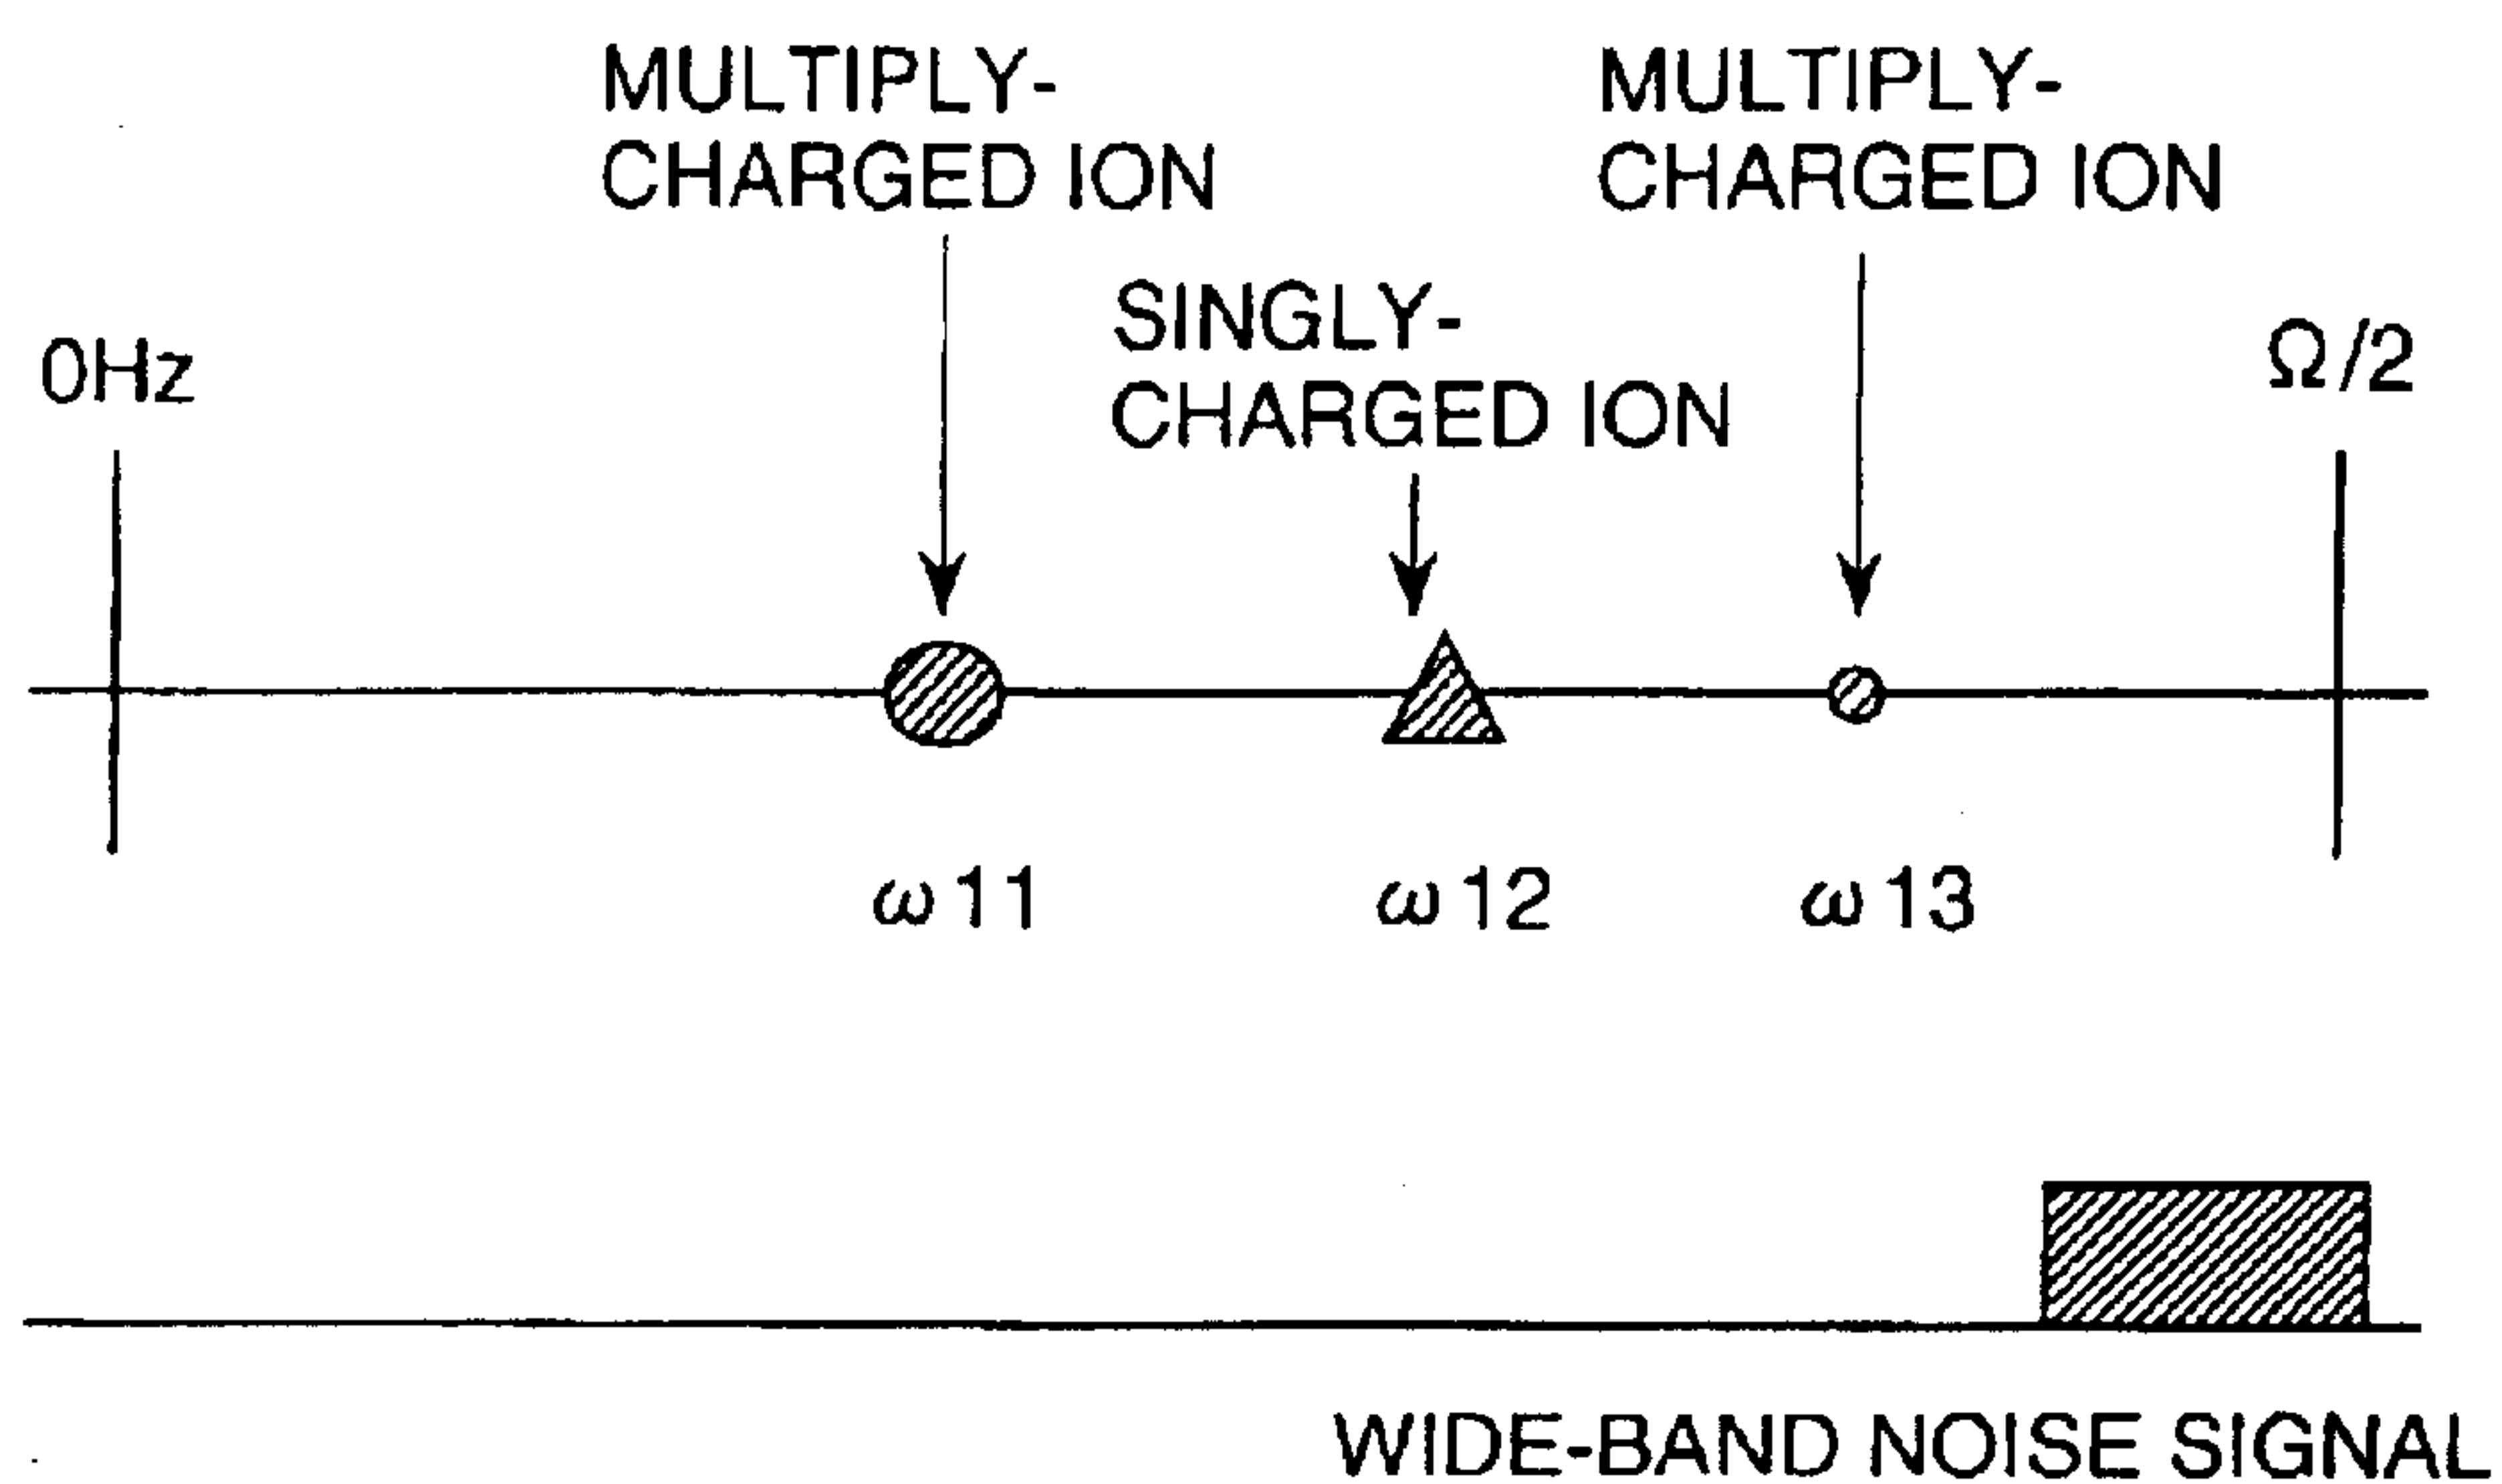 MULTIPLY-
CHARGED ION
MULTIPLY-
CHARGED ION
SINGLY-
CHARGED ION
0Hz
Ω/2
ω11
ω12
ω13
WIDE-BAND NOISE SIGNAL